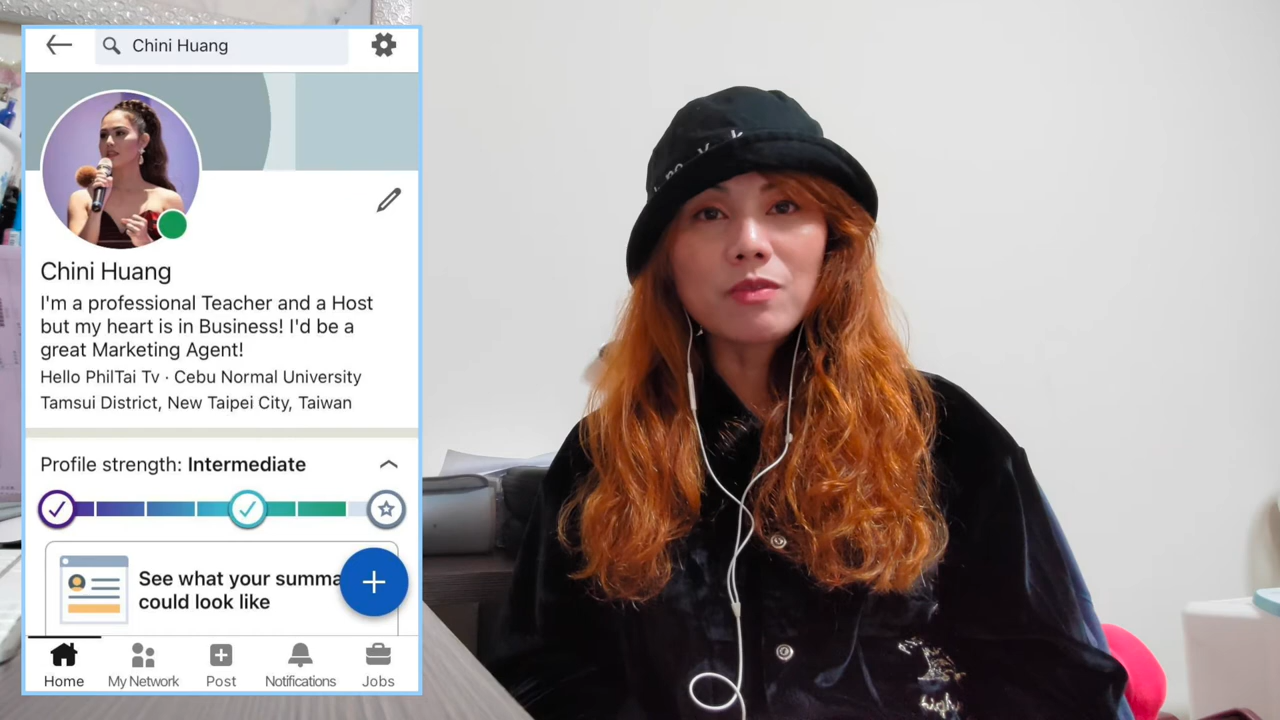 Chini Huang
Chini Huang
I'm a professional Teacher and a Host
but my heart is in Business! I'd be a
great Marketing Agent!
Hello PhilTai Tv · Cebu Normal University
Tamsui District, New Taipei City, Taiwan
Profile strength: Intermediate
See what your summa
could look like
Home
My Network
Post
Notifications
Jobs
high